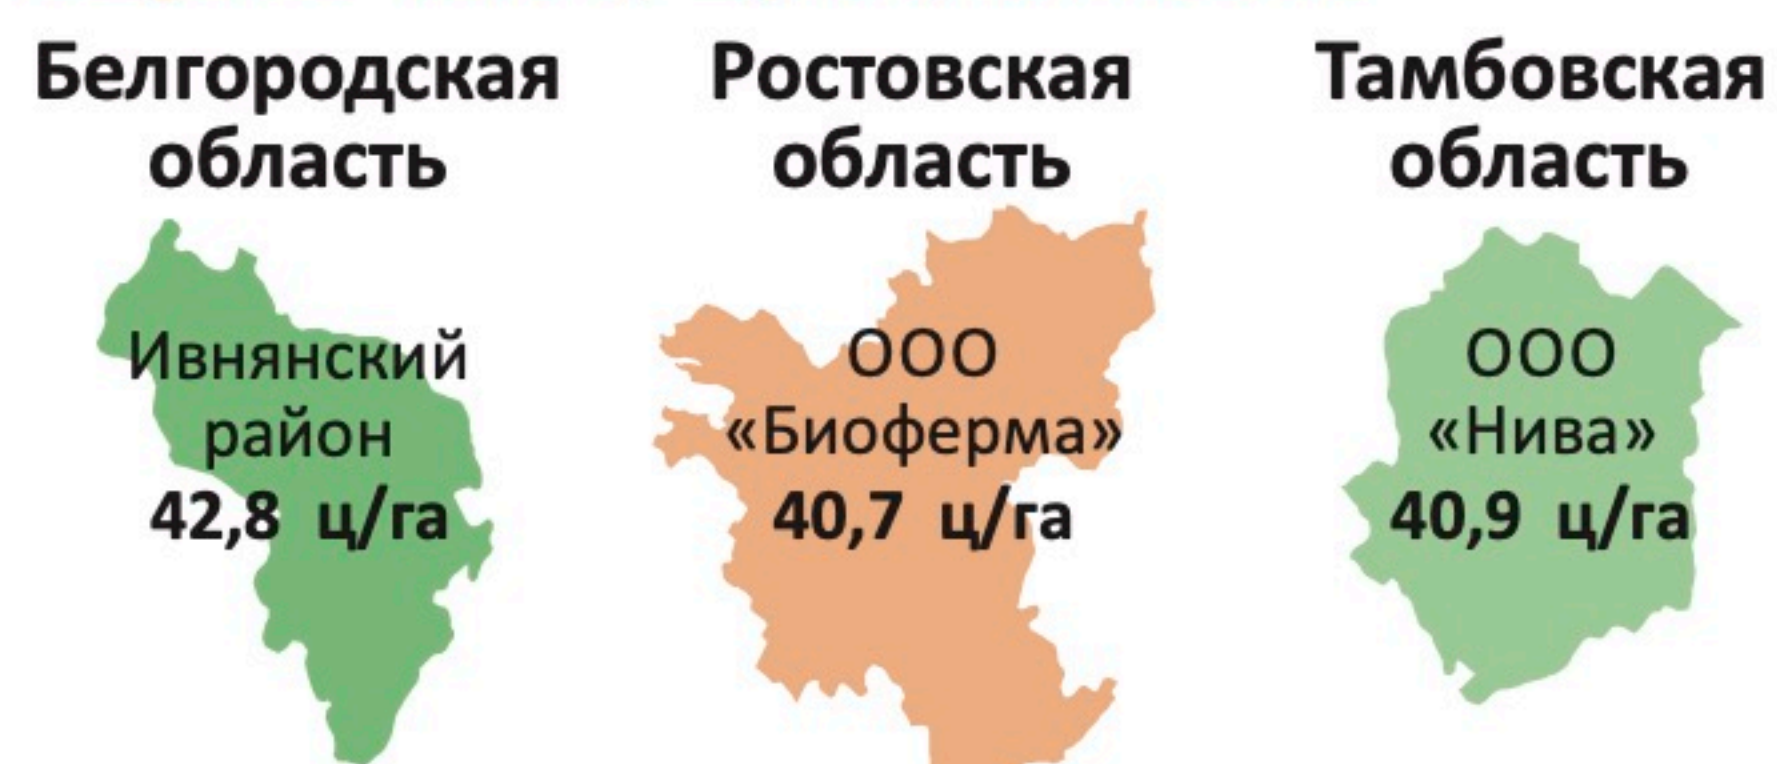 Белгородская
область
Ивнянский
район
42,8 ц/га
Ростовская
область
ООО
«Биоферма»
40,7 ц/га
Тамбовская
область
ООО
«Нива»
40,9 ц/га